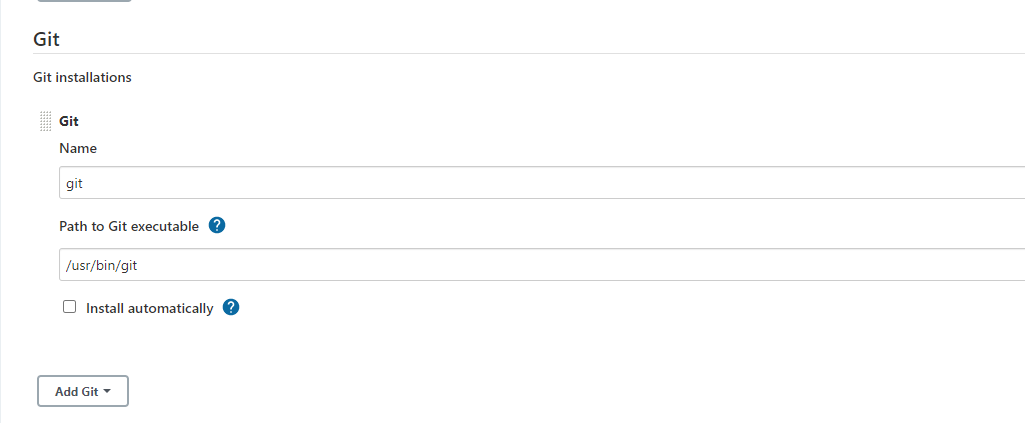 Git
Git installations
Git
Name
git
Path to Git executable ?
/usr/bin/git
Install automatically ?
Add Git